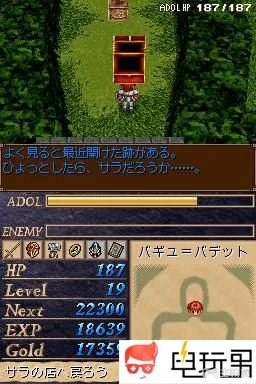 ADOL HP 187/187
よく見ると最近開けた跡がある。
ひょっとしたら、サラだろうか……。
ADOL
ENEMY
バギュ=バデット
HP 187
Level 19
Next 22300
EXP 18639
Gold 17359
サラの店へ戻ろう
电玩男